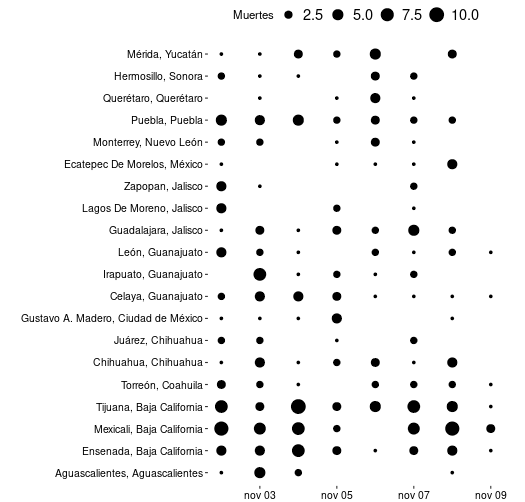 Muertes 2.5 5.0 7.5 10.0
Mérida, Yucatán
Hermosillo, Sonora
Querétaro, Querétaro
Puebla, Puebla
Monterrey, Nuevo León
Ecatepec De Morelos, México
Zapopan, Jalisco
Lagos De Moreno, Jalisco
Guadalajara, Jalisco
León, Guanajuato
Irapuato, Guanajuato
Celaya, Guanajuato
Gustavo A. Madero, Ciudad de México
Juárez, Chihuahua
Chihuahua, Chihuahua
Torreón, Coahuila
Tijuana, Baja California
Mexicali, Baja California
Ensenada, Baja California
Aguascalientes, Aguascalientes
nov 03 nov 05 nov 07 nov 09